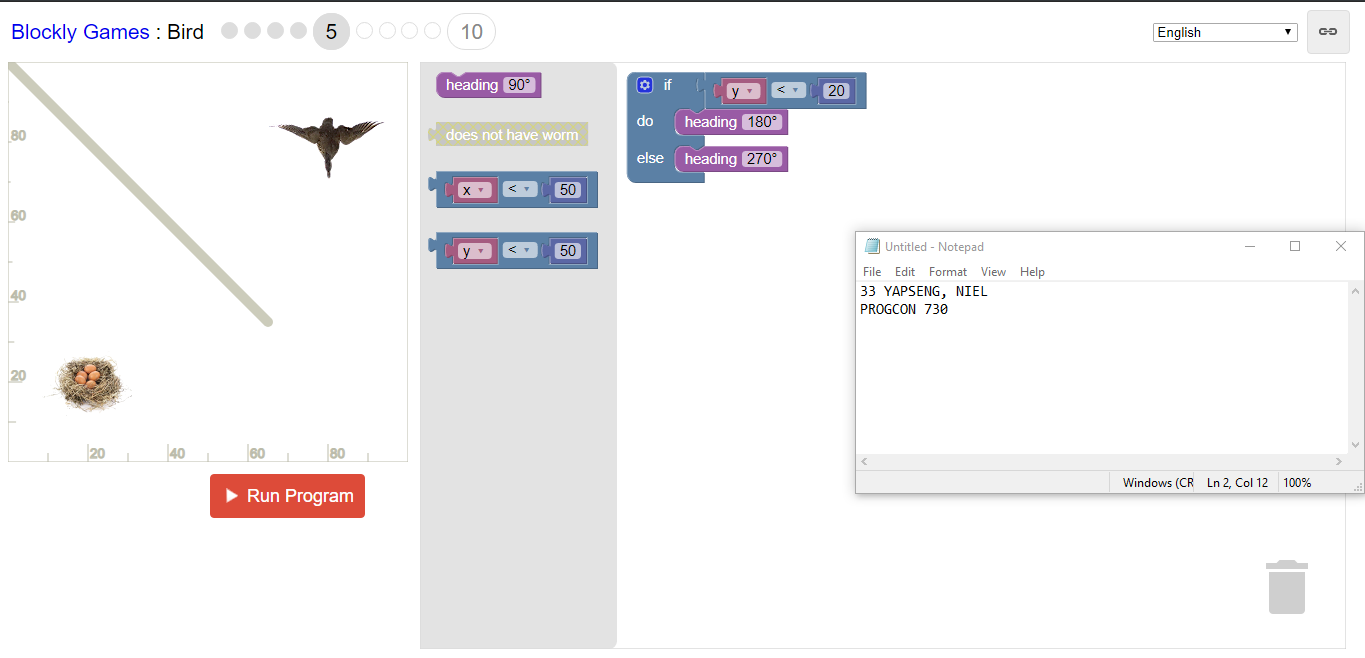 Blockly Games : Bird 5 10
English
80
60
40
20
20 40 60 80
Run Program
heading 90°
does not have worm
x < 50
y < 50
if y < 20
do heading 180°
else heading 270°
Untitled - Notepad
File Edit Format View Help
33 YAPSENG, NIEL
PROGCON 730
Windows (CR Ln 2, Col 12 100%